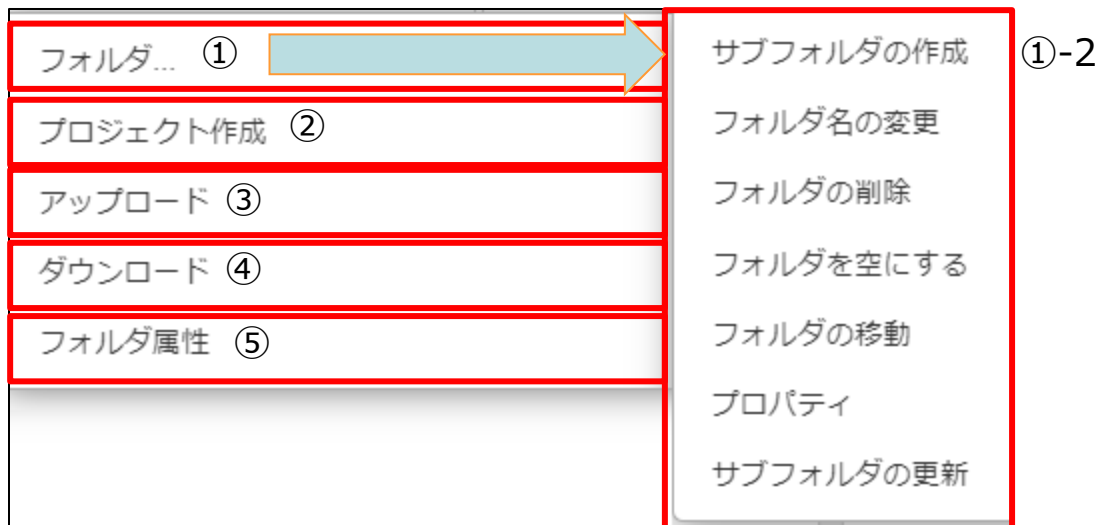 フォルダ... ①
プロジェクト作成 ②
アップロード ③
ダウンロード ④
フォルダ属性 ⑤
サブフォルダの作成 ①-2
フォルダ名の変更
フォルダの削除
フォルダを空にする
フォルダの移動
プロパティ
サブフォルダの更新